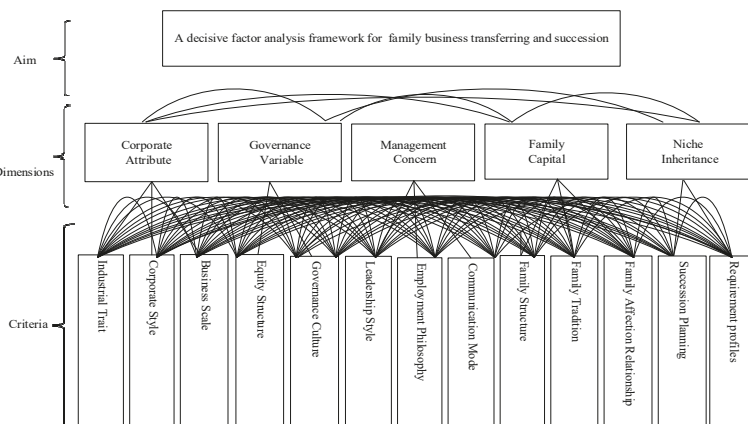 A decisive factor analysis framework for family business transferring and succession
Aim
Corporate
Attribute
Governance
Variable
Management
Concern
Family
Capital
Niche
Inheritance
Dimensions
Criteria
Industrial Trait
Corporate Style
Business Scale
Equity Structure
Governance Culture
Leadership Style
Employment Philosophy
Communication Mode
Family Structure
Family Tradition
Family Affection Relationship
Succession Planning
Requirement profiles